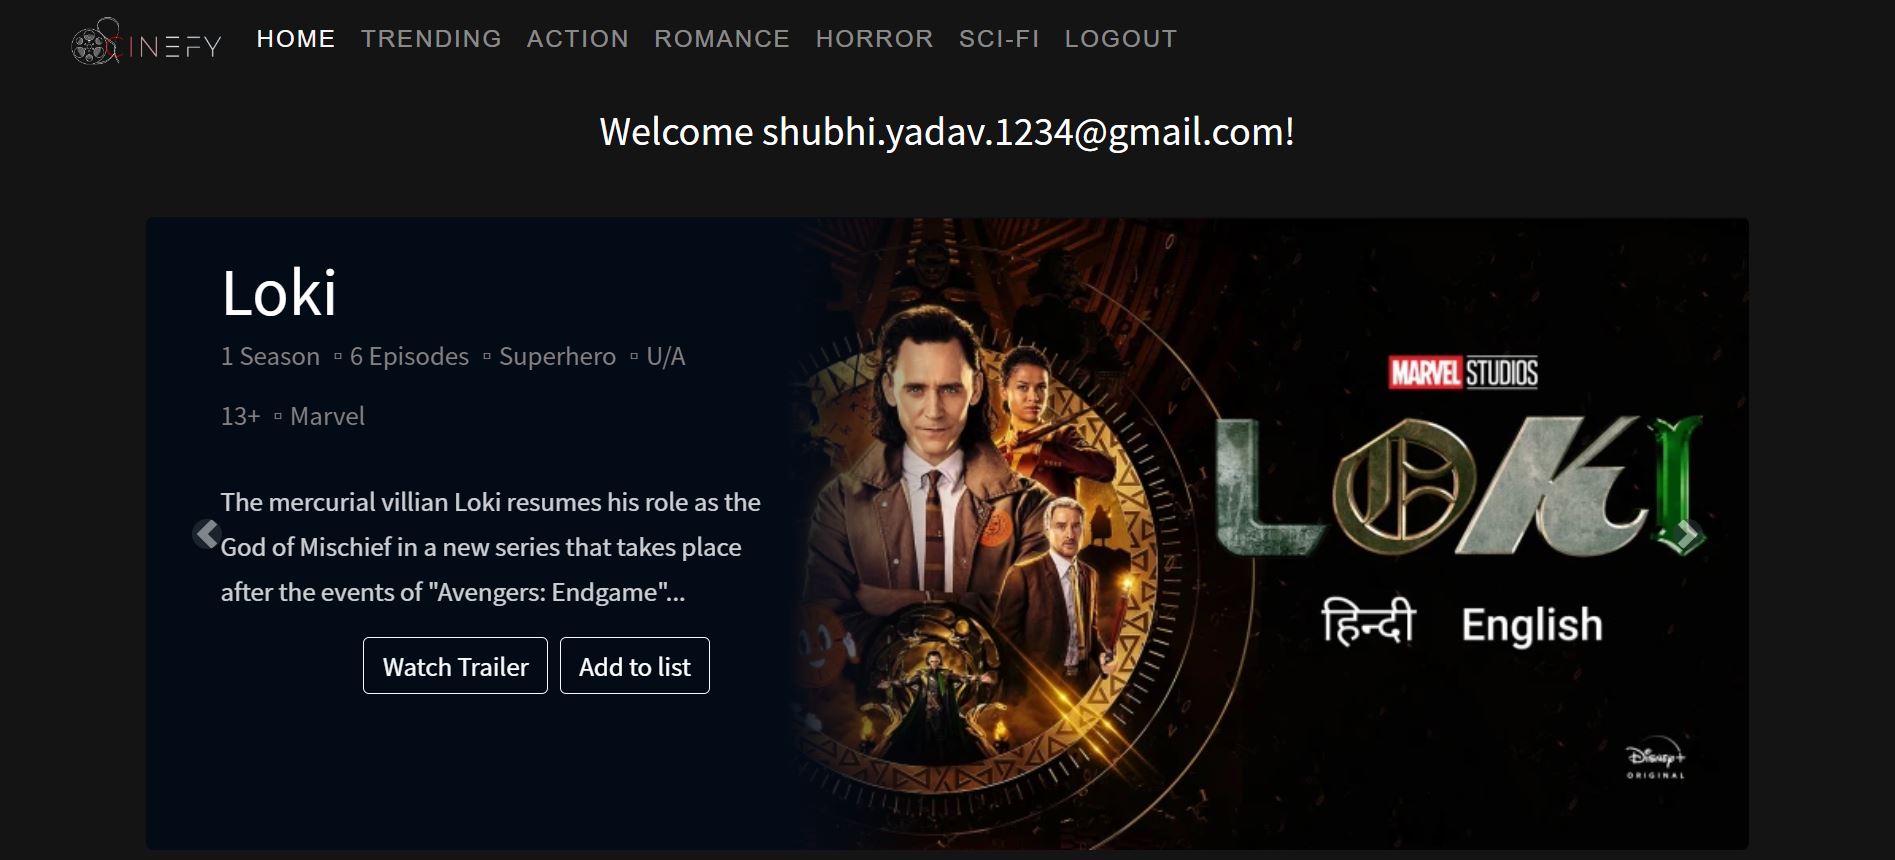 CINEFY HOME TRENDING ACTION ROMANCE HORROR SCI-FI LOGOUT
Welcome shubhi.yadav.1234@gmail.com!
Loki
1 Season ▫ 6 Episodes ▫ Superhero ▫ U/A
13+ ▫ Marvel
The mercurial villian Loki resumes his role as the
God of Mischief in a new series that takes place
after the events of "Avengers: Endgame"...
Watch Trailer Add to list
MARVEL STUDIOS
LOKI
हिन्दी English
Disney+
ORIGINAL